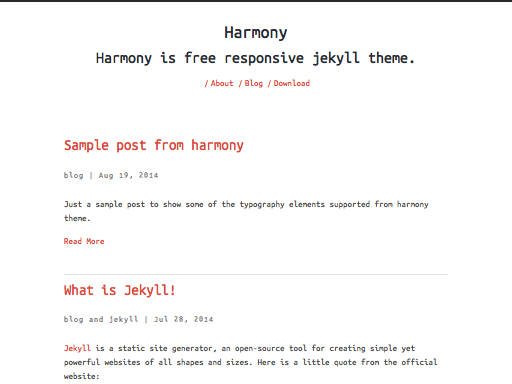 Harmony
Harmony is free responsive jekyll theme.
/ About / Blog / Download
Sample post from harmony
blog | Aug 19, 2014
Just a sample post to show some of the typography elements supported from harmony
theme.
Read More
What is Jekyll!
blog and jekyll | Jul 28, 2014
Jekyll is a static site generator, an open-source tool for creating simple yet
powerful websites of all shapes and sizes. Here is a little quote from the official
website: